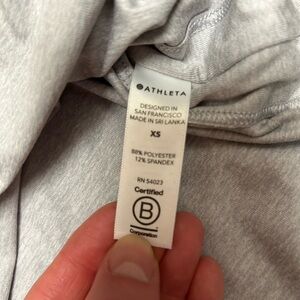 ATHLETA
DESIGNED IN
SAN FRANCISCO
MADE IN SRI LANKA
XS
88% POLYESTER
12% SPANDEX
RN 54023
Certified
B
Corporation